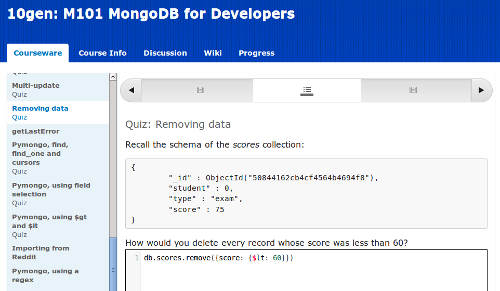 10gen: M101 MongoDB for Developers
Courseware
Course Info
Discussion
Wiki
Progress
Quiz
Multi-update
Quiz
Removing data
Quiz
getLastError
Pymongo, find,
find_one and
cursors
Quiz
Pymongo, using field
selection
Quiz
Pymongo, using $gt
and $lt
Quiz
Importing from
Reddit
Pymongo, using a
regex
Quiz: Removing data
Recall the schema of the scores collection:
{
"_id" : ObjectId("50844162cb4cf4564b4694f8"),
"student" : 0,
"type" : "exam",
"score" : 75
}
How would you delete every record whose score was less than 60?
1 db.scores.remove({score: {$lt: 60}})